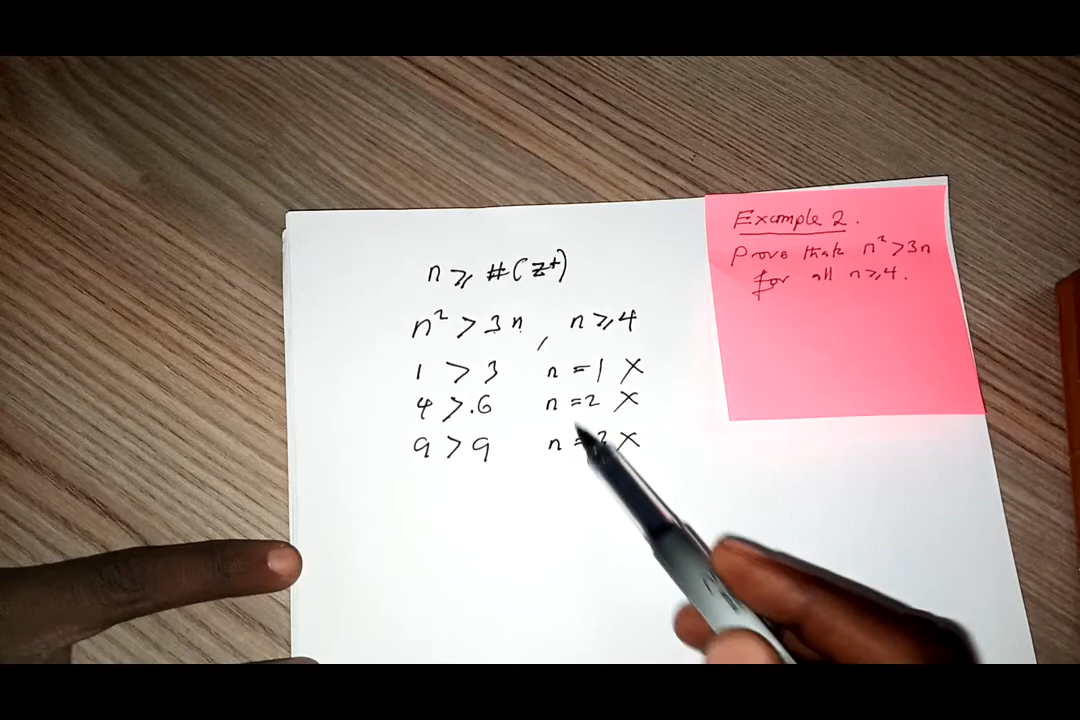 n ≥ #(z+)
n² > 3n , n ≥ 4
1 > 3 n = 1 X
4 > .6 n = 2 X
9 > 9 n = 3 X
Example 2.
Prove that n² > 3n
for all n ≥ 4.